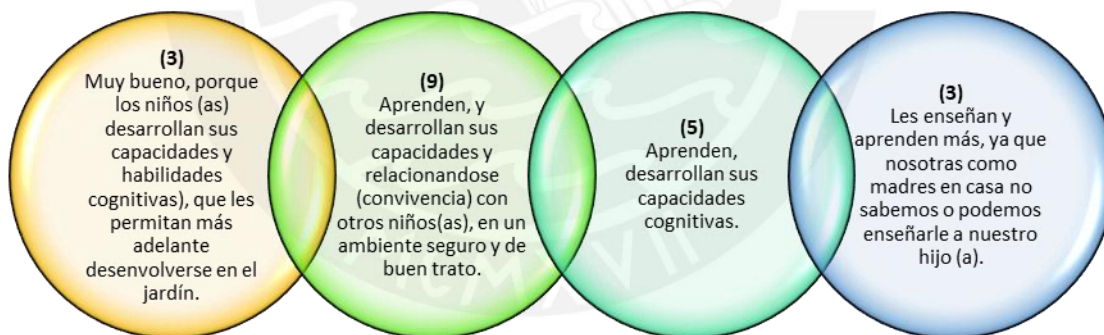 (3)
Muy bueno, porque
los niños (as)
desarrollan sus
capacidades y
habilidades
cognitivas), que les
permitan más
adelante
desenvolverse en el
jardín.
(9)
Aprenden, y
desarrollan sus
capacidades y
relacionandose
(convivencia) con
otros niños(as), en un
ambiente seguro y de
buen trato.
(5)
Aprenden,
desarrollan sus
capacidades
cognitivas.
(3)
Les enseñan y
aprenden más, ya que
nosotras como
madres en casa no
sabemos o podemos
enseñarle a nuestro
hijo (a).